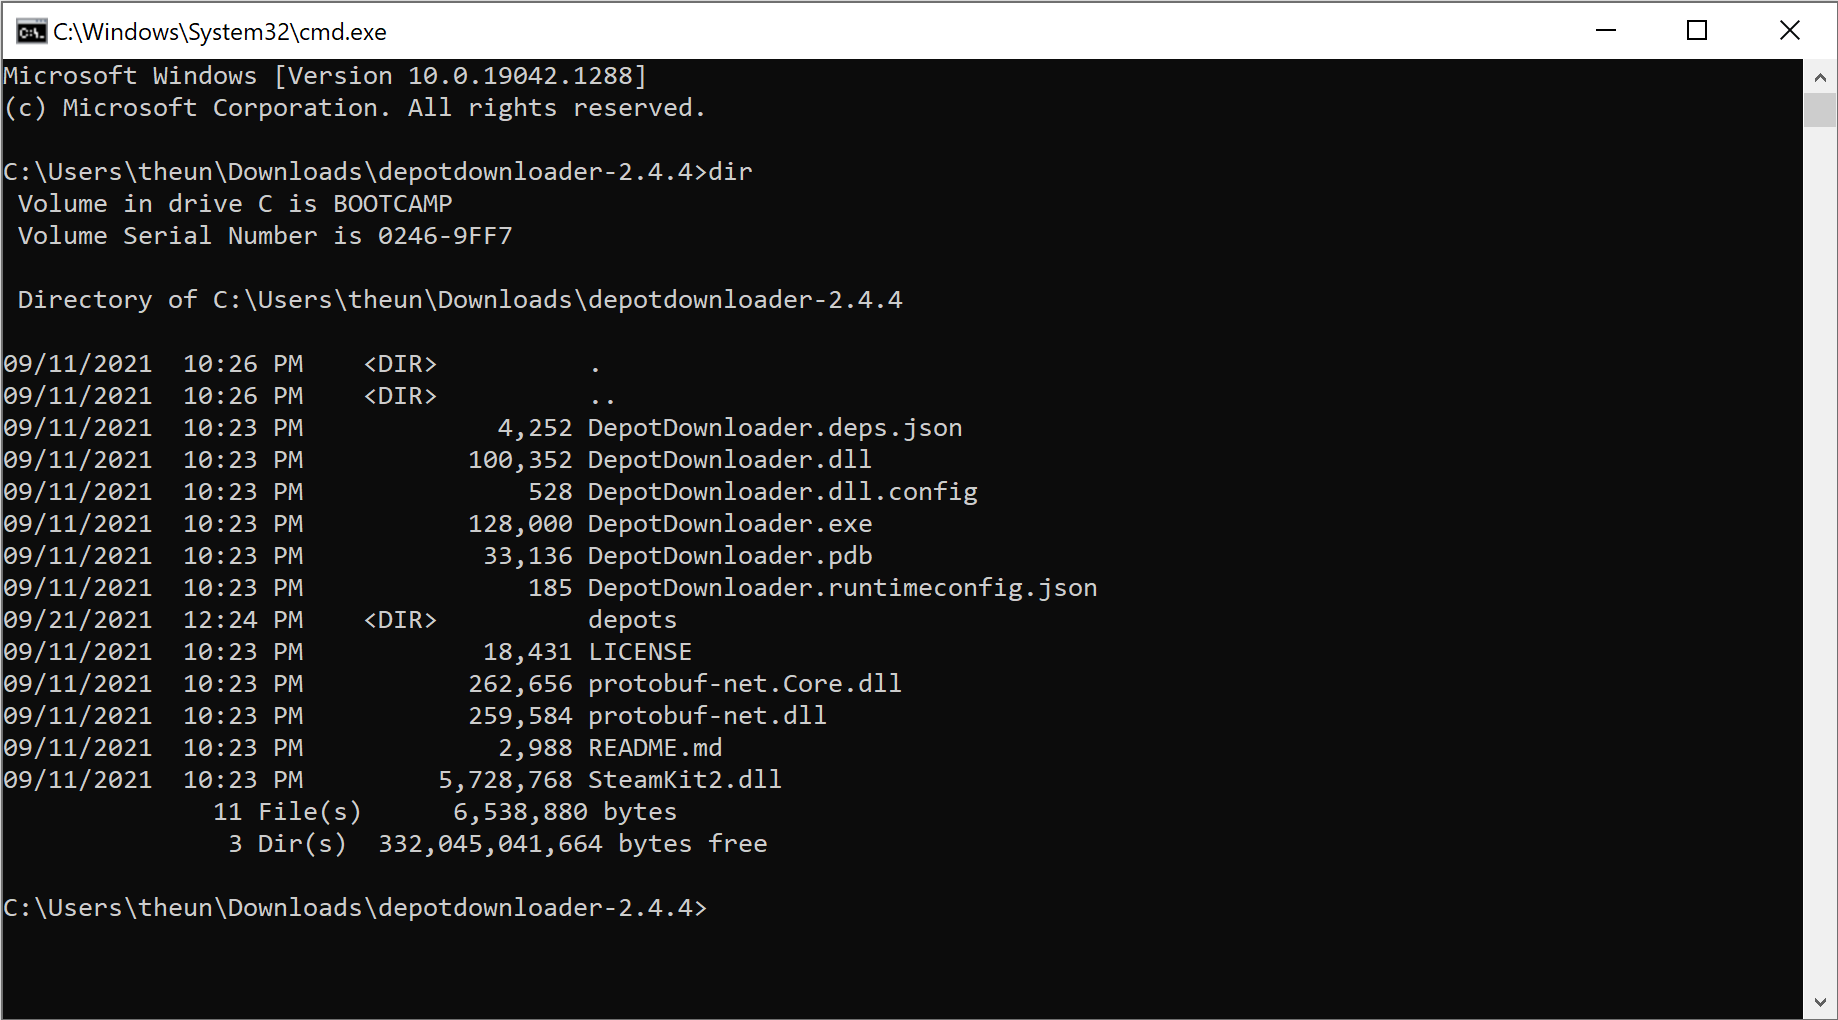 C:\Windows\System32\cmd.exe
Microsoft Windows [Version 10.0.19042.1288]
(c) Microsoft Corporation. All rights reserved.

C:\Users\theun\Downloads\depotdownloader-2.4.4>dir
 Volume in drive C is BOOTCAMP
 Volume Serial Number is 0246-9FF7

 Directory of C:\Users\theun\Downloads\depotdownloader-2.4.4

09/11/2021  10:26 PM    <DIR>          .
09/11/2021  10:26 PM    <DIR>          ..
09/11/2021  10:23 PM             4,252 DepotDownloader.deps.json
09/11/2021  10:23 PM           100,352 DepotDownloader.dll
09/11/2021  10:23 PM               528 DepotDownloader.dll.config
09/11/2021  10:23 PM           128,000 DepotDownloader.exe
09/11/2021  10:23 PM            33,136 DepotDownloader.pdb
09/11/2021  10:23 PM               185 DepotDownloader.runtimeconfig.json
09/21/2021  12:24 PM    <DIR>          depots
09/11/2021  10:23 PM            18,431 LICENSE
09/11/2021  10:23 PM           262,656 protobuf-net.Core.dll
09/11/2021  10:23 PM           259,584 protobuf-net.dll
09/11/2021  10:23 PM             2,988 README.md
09/11/2021  10:23 PM         5,728,768 SteamKit2.dll
              11 File(s)      6,538,880 bytes
               3 Dir(s)  332,045,041,664 bytes free

C:\Users\theun\Downloads\depotdownloader-2.4.4>